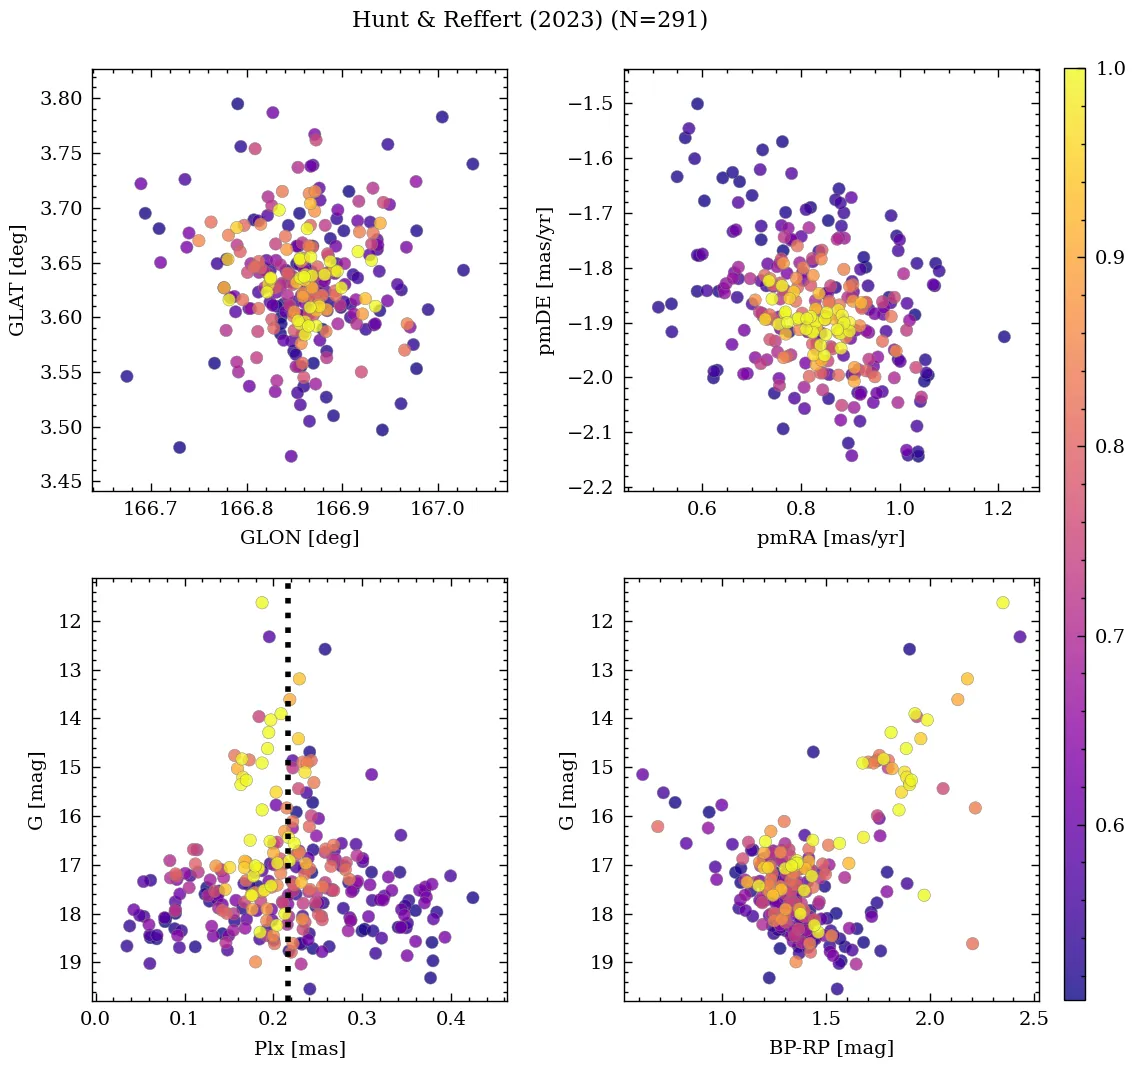 Hunt & Reffert (2023) (N=291)
3.80
3.75
3.70
3.65
3.60
3.55
3.50
3.45
GLAT [deg]
166.7 166.8 166.9 167.0
GLON [deg]
−1.5
−1.6
−1.7
−1.8
−1.9
−2.0
−2.1
−2.2
pmDE [mas/yr]
0.6 0.8 1.0 1.2
pmRA [mas/yr]
12
13
14
15
16
17
18
19
G [mag]
0.0 0.1 0.2 0.3 0.4
Plx [mas]
12
13
14
15
16
17
18
19
G [mag]
1.0 1.5 2.0 2.5
BP-RP [mag]
1.0
0.9
0.8
0.7
0.6